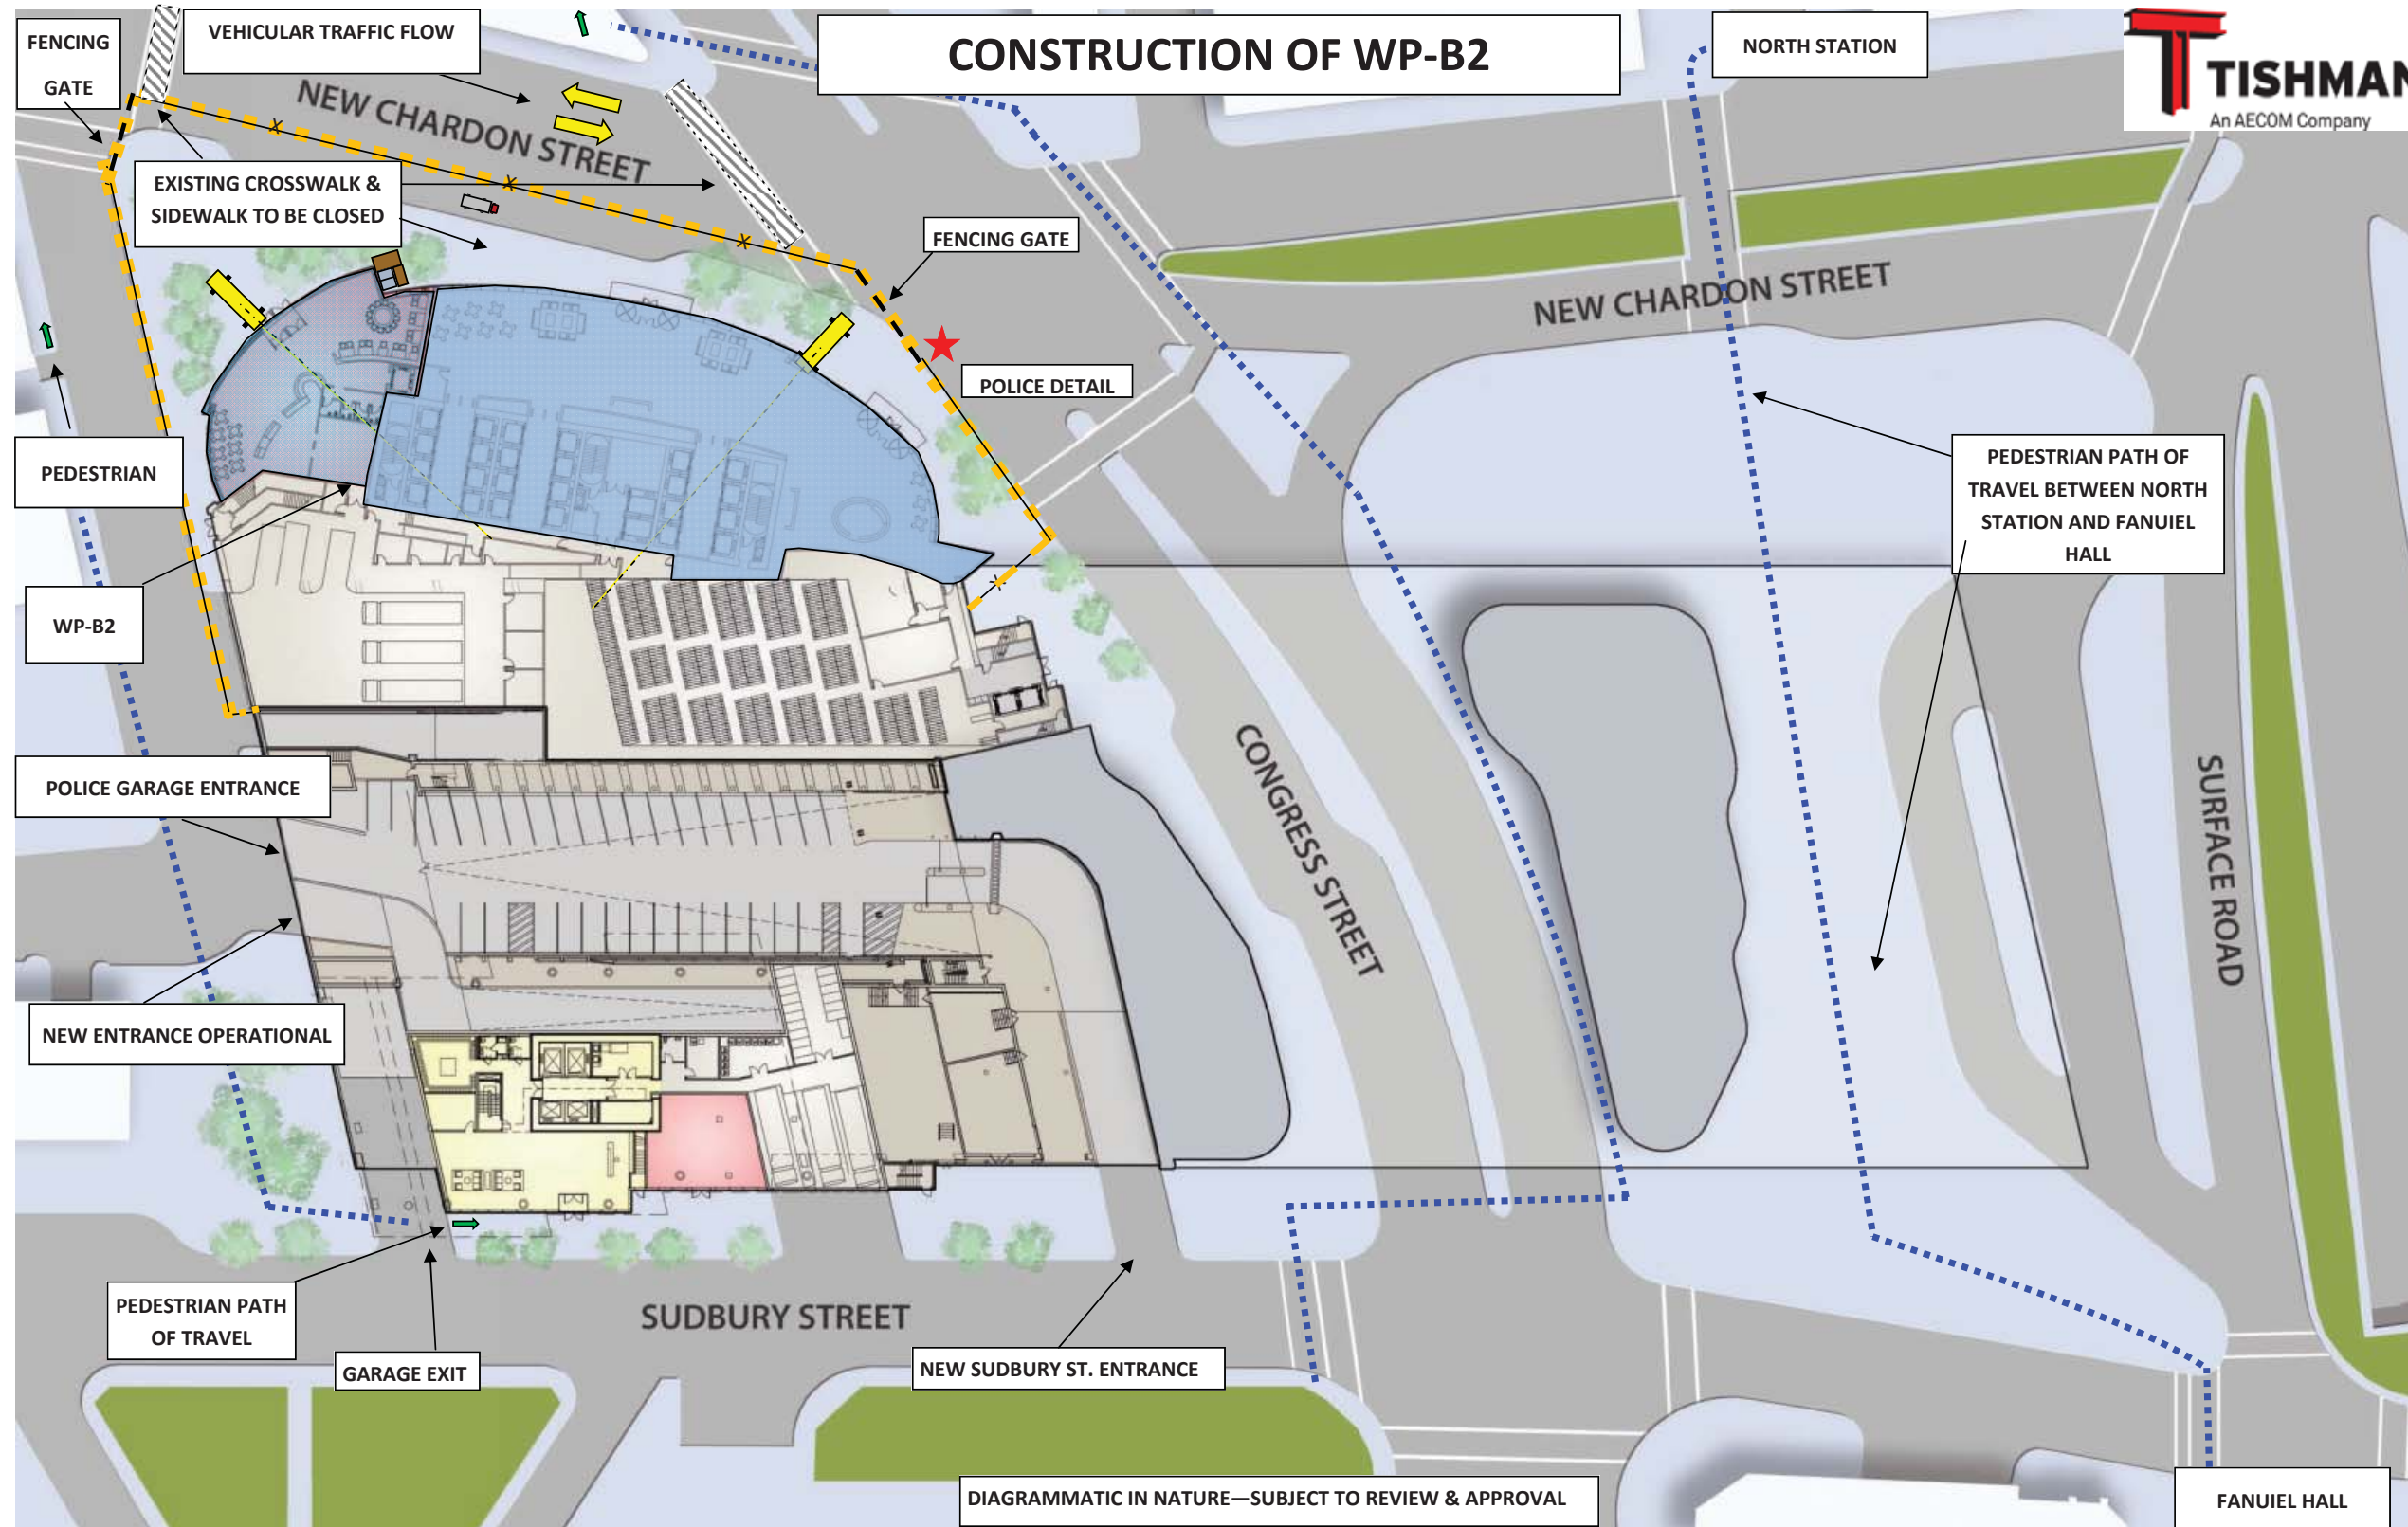 FENCING
GATE
VEHICULAR TRAFFIC FLOW
CONSTRUCTION OF WP-B2
NORTH STATION
TISHMAN
An AECOM Company
NEW CHARDON STREET
EXISTING CROSSWALK &
SIDEWALK TO BE CLOSED
FENCING GATE
NEW CHARDON STREET
POLICE DETAIL
PEDESTRIAN
PEDESTRIAN PATH OF
TRAVEL BETWEEN NORTH
STATION AND FANUIEL
HALL
WP-B2
POLICE GARAGE ENTRANCE
CONGRESS STREET
SURFACE ROAD
NEW ENTRANCE OPERATIONAL
PEDESTRIAN PATH
OF TRAVEL
SUDBURY STREET
GARAGE EXIT
NEW SUDBURY ST. ENTRANCE
DIAGRAMMATIC IN NATURE—SUBJECT TO REVIEW & APPROVAL
FANUIEL HALL